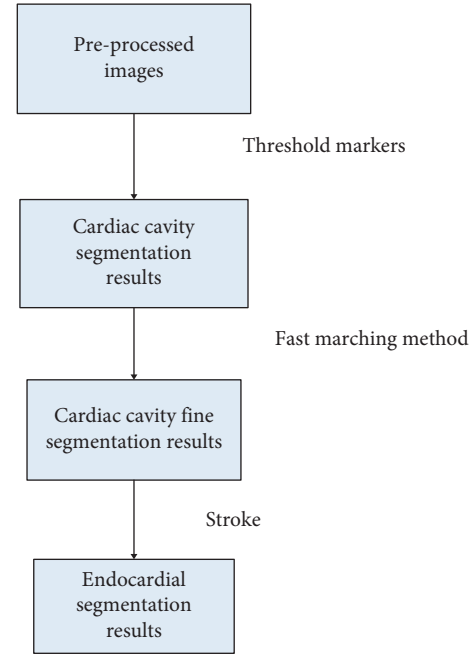 Pre-processed
images
Threshold markers
Cardiac cavity
segmentation
results
Fast marching method
Cardiac cavity fine
segmentation results
Stroke
Endocardial
segmentation
results